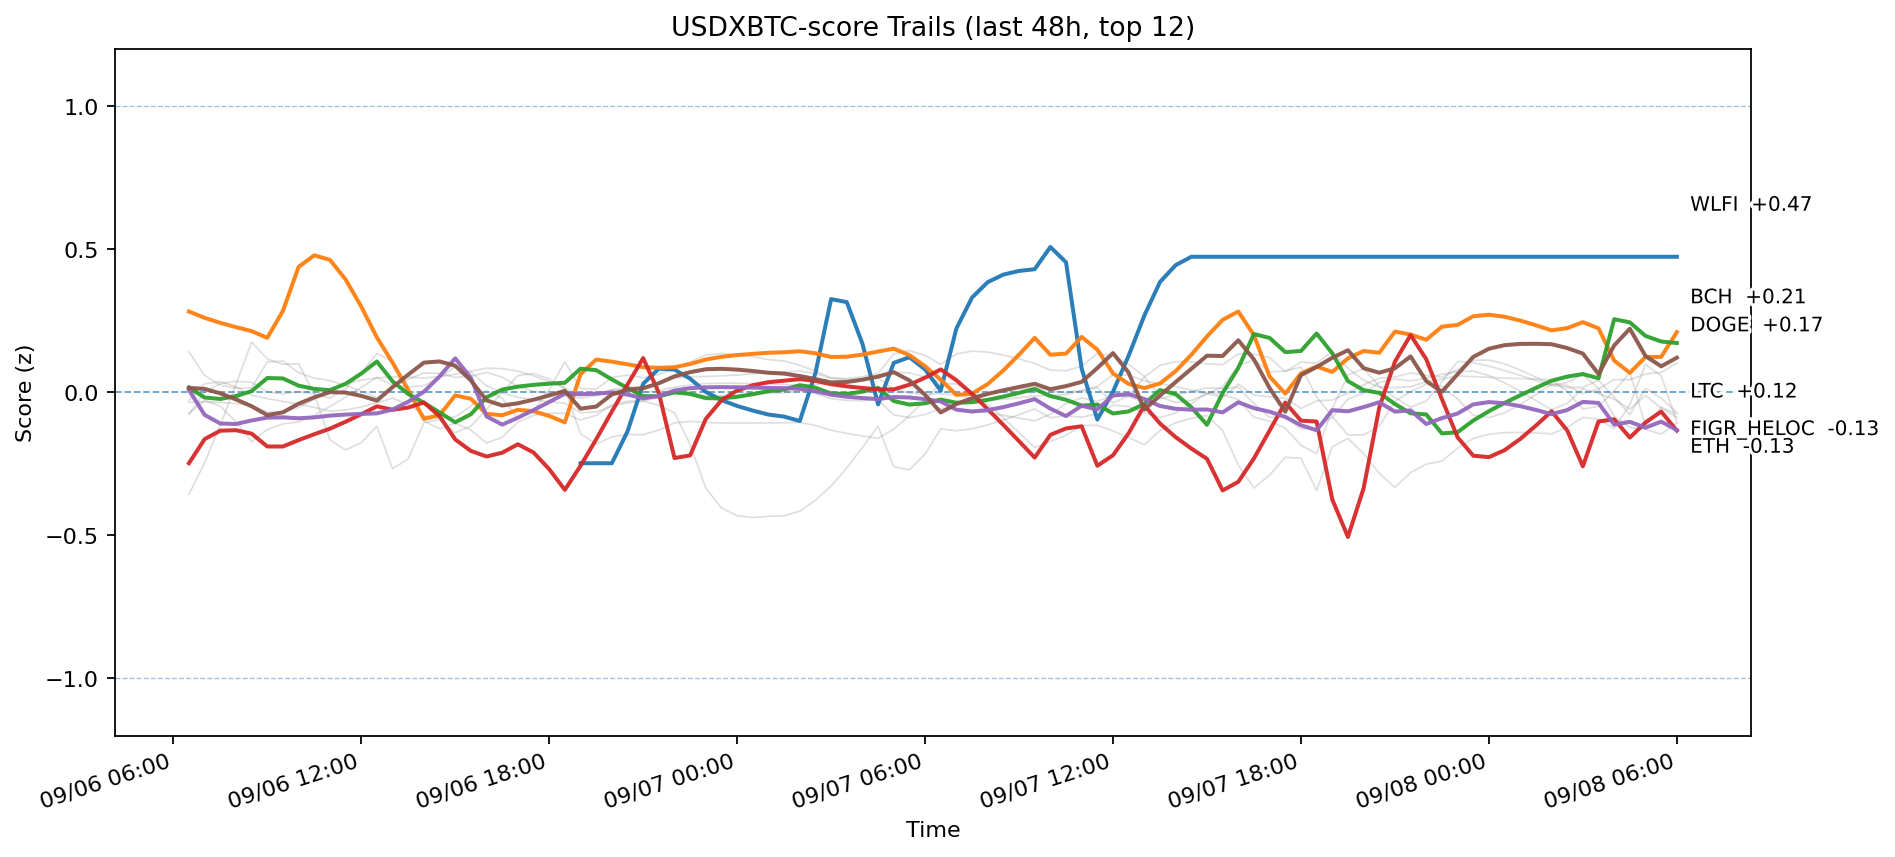 USDXBTC-score Trails (last 48h, top 12)
Score (z)
1.0
0.5
0.0
−0.5
−1.0
WLFI +0.47
BCH +0.21
DOGE +0.17
LTC +0.12
FIGR_HELOC -0.13
ETH -0.13
09/06 06:00
09/06 12:00
09/06 18:00
09/07 00:00
09/07 06:00
09/07 12:00
09/07 18:00
09/08 00:00
09/08 06:00
Time